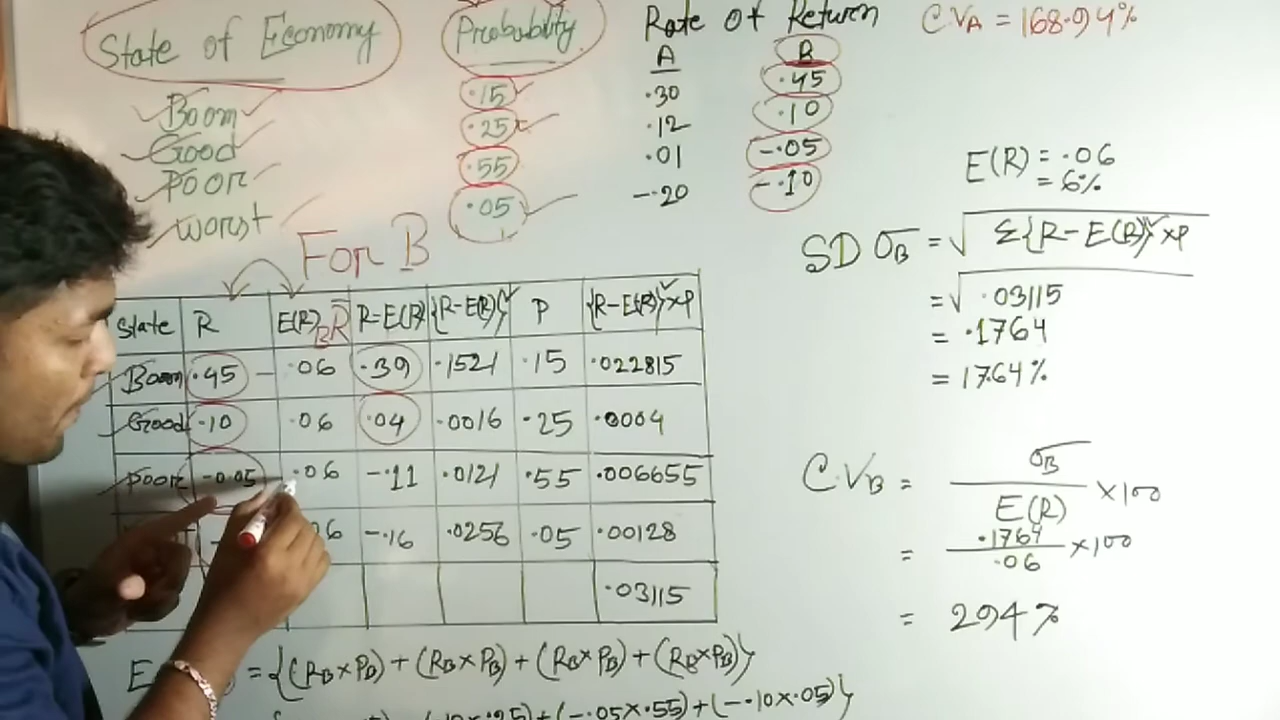 State of Economy Probability Rate of Return CVA = 168.94%
A B
Boom .15 .30 .45
Good .25 .12 .10
Poor .55 .01 -.05
Worst .05 -.20 -.10
For B
E(R) = .06
= 6%
SD σB = √Σ{R-E(R)}²×P
= √.03115
= .1764
= 17.64%
State R E(R) B R̄ R-E(R) {R-E(R)}² P {R-E(R)}²×P
Boom .45 - .06 .39 .1521 .15 .022815
Good .10 .06 .04 .0016 .25 .0004
Poor -0.05 - .06 -.11 .0121 .55 .006655
-.16 .0256 .05 .00128
.03115
C.VB = σB / E(R) ×100
= .1764 / .06 ×100
= 294%
= {(RB×PB) + (RB×PB) + (RB×PB) + (RB×PB)}
+ (-.05×.55) + (-.10×.05)}